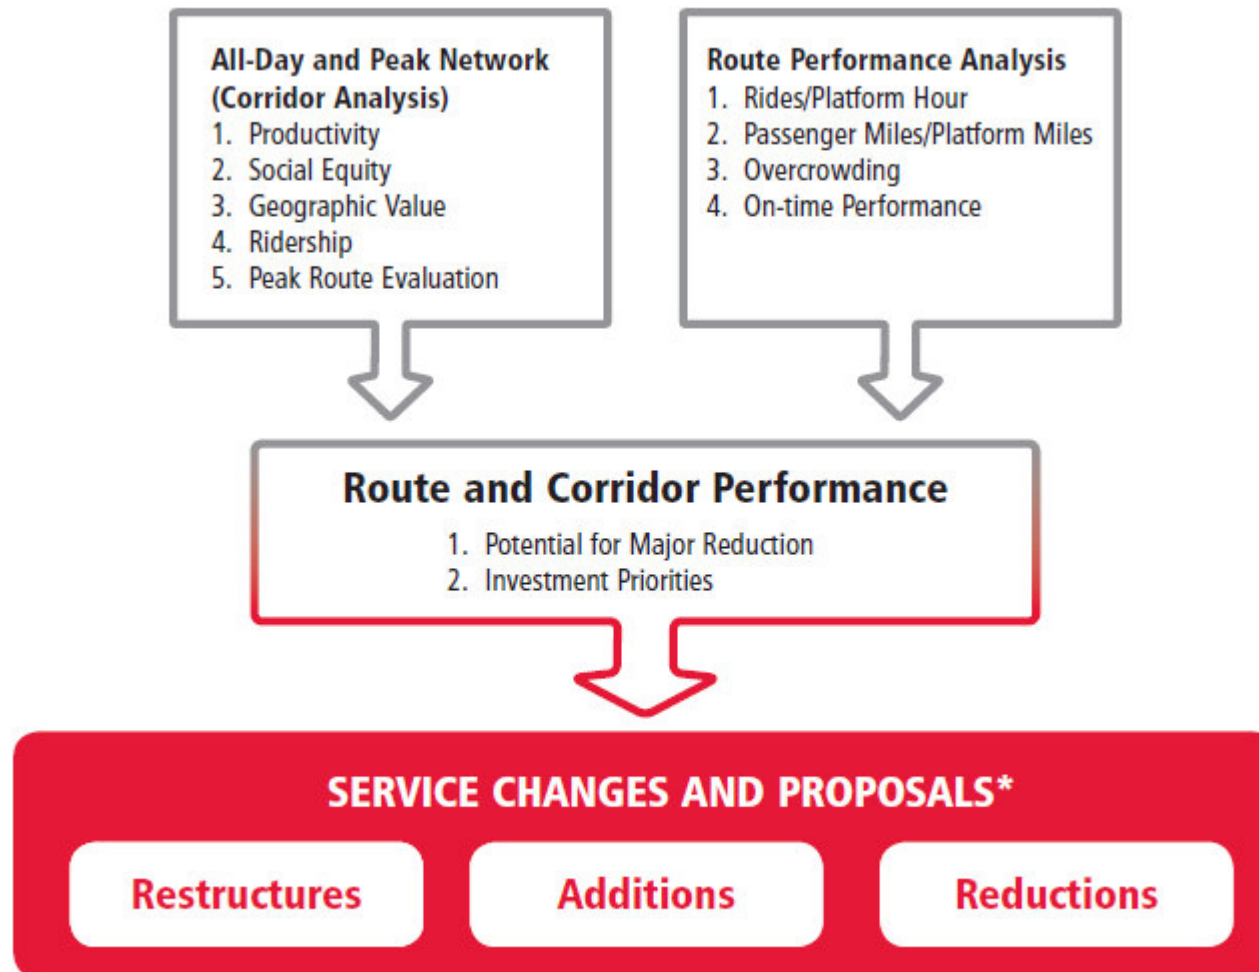 All-Day and Peak Network
(Corridor Analysis)
1. Productivity
2. Social Equity
3. Geographic Value
4. Ridership
5. Peak Route Evaluation
Route Performance Analysis
1. Rides/Platform Hour
2. Passenger Miles/Platform Miles
3. Overcrowding
4. On-time Performance
Route and Corridor Performance
1. Potential for Major Reduction
2. Investment Priorities
SERVICE CHANGES AND PROPOSALS*
Restructures
Additions
Reductions